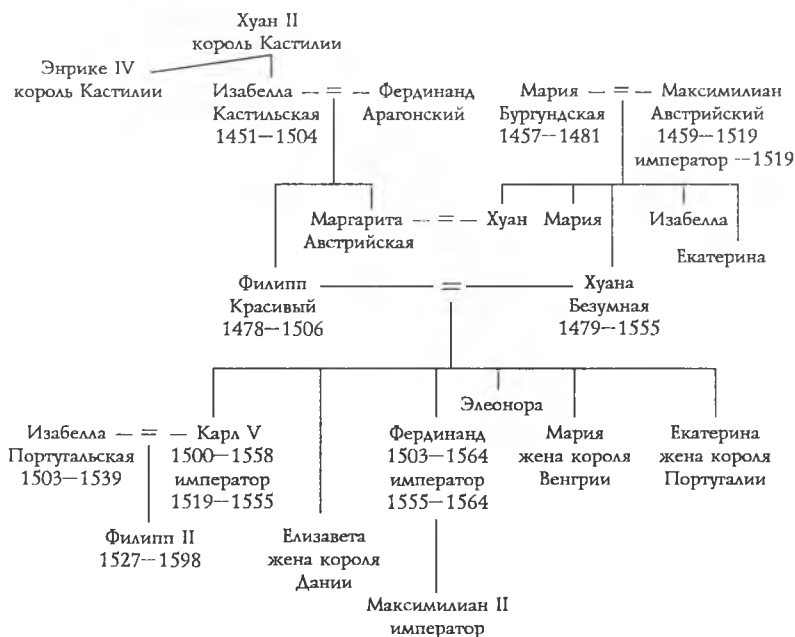 Хуан II
король Кастилии
Энрике IV
король Кастилии
Изабелла — = — Фердинанд
Кастильская Арагонский
1451—1504
Мария — = — Максимилиан
Бургундская Австрийский
1457—1481 1459—1519
император --1519
Маргарита — = — Хуан Мария Изабелла
Австрийская
Екатерина
Филипп = Хуана
Красивый Безумная
1478—1506 1479—1555
Элеонора
Изабелла — = — Карл V
Португальская 1500—1558
1503—1539 император
1519—1555
Фердинанд
1503—1564
император
1555—1564
Мария
жена короля
Венгрии
Екатерина
жена короля
Португалии
Филипп II
1527—1598
Елизавета
жена короля
Дании
Максимилиан II
император